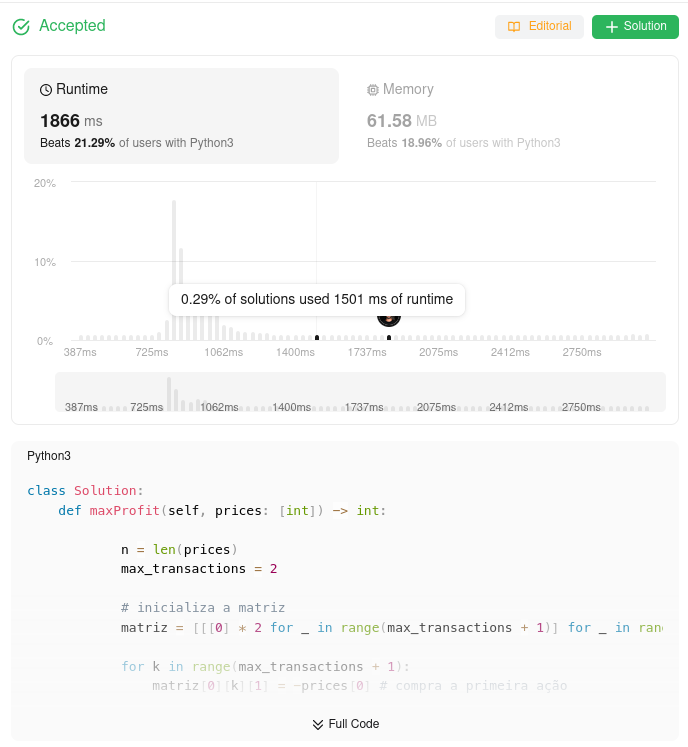 Accepted
Editorial
Solution
Runtime
Memory
1866 ms
61.58 MB
Beats 21.29% of users with Python3
Beats 18.96% of users with Python3
20%
10%
0.29% of solutions used 1501 ms of runtime
0%
387ms 725ms 1062ms 1400ms 1737ms 2075ms 2412ms 2750ms
387ms 725ms 1062ms 1400ms 1737ms 2075ms 2412ms 2750ms
Python3
class Solution:
def maxProfit(self, prices: [int]) -> int:
n = len(prices)
max_transactions = 2
# inicializa a matriz
matriz = [[[0] * 2 for _ in range(max_transactions + 1)] for _ in ran
for k in range(max_transactions + 1):
matriz[0][k][1] = -prices[0] # compra a primeira ação
Full Code